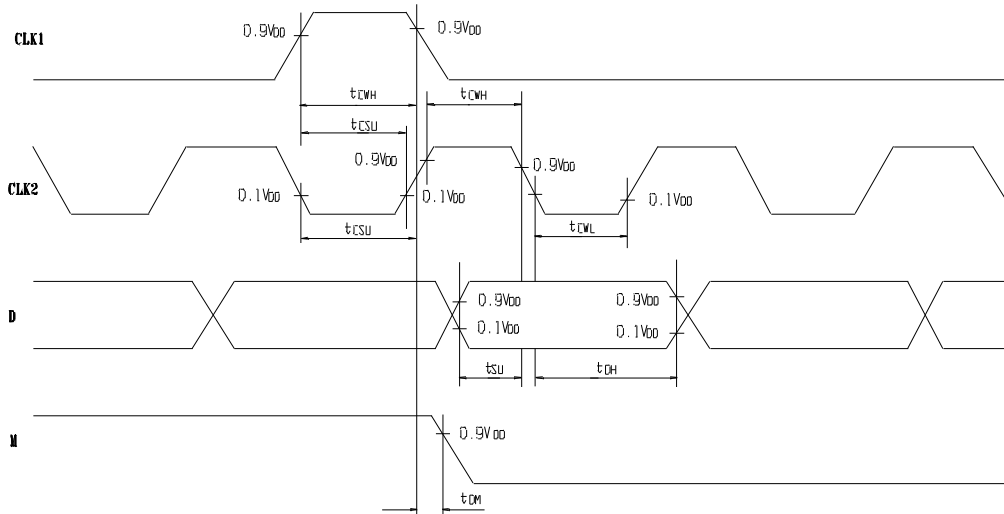 CLK1
0.9VDD
0.9VDD
tCWH
tCWH
tCSU
0.9VDD
0.9VDD
CLK2
0.1VDD
0.1VDD
0.1VDD
tCSU
tCWL
D
0.9VDD
0.9VDD
0.1VDD
0.1VDD
tSU
tDH
M
0.9VDD
tDM